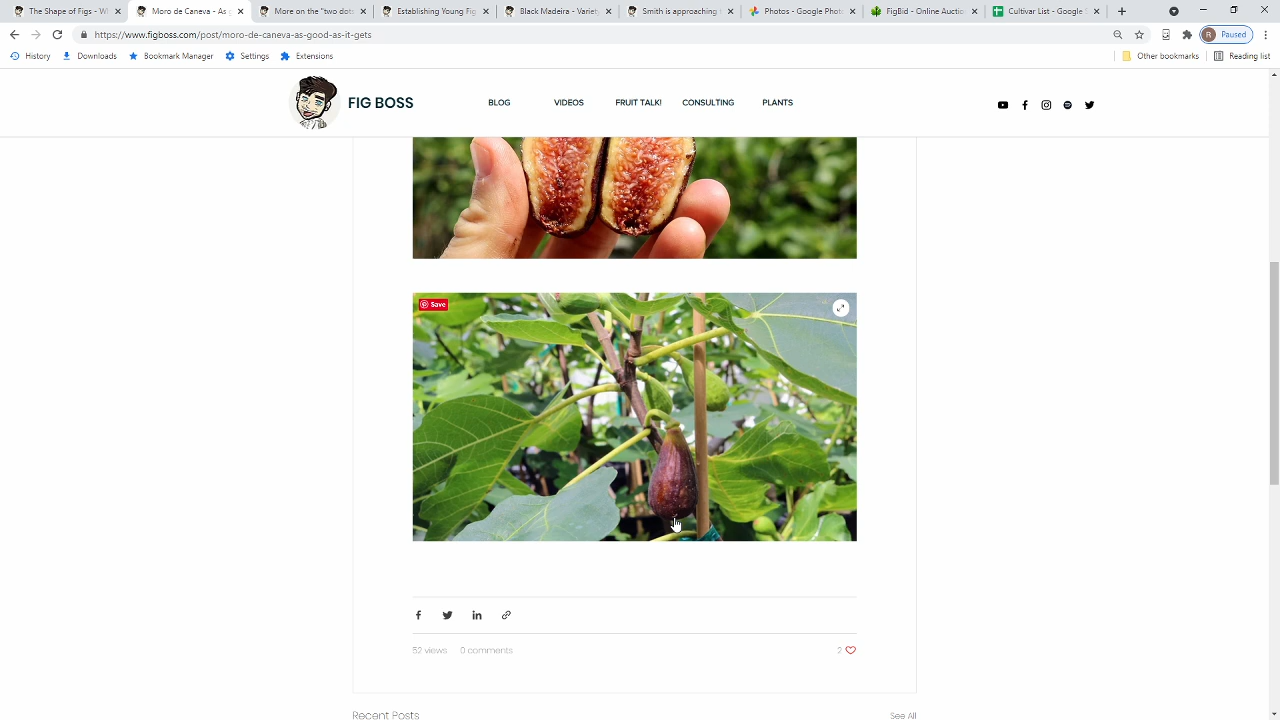 The Shape of Figs - W
Moro de Caneva - As g
More on the "two dots
Establishing Young Fig
Black Madeira - Variety
Smith is approaching t
Photos - Google Photo
FigBid - Online Auctio
Cultivar List - Google S
https://www.figboss.com/post/moro-de-caneva-as-good-as-it-gets
R Paused
History Downloads Bookmark Manager Settings Extensions Other bookmarks Reading list
FIG BOSS BLOG VIDEOS FRUIT TALK! CONSULTING PLANTS
Save
52 views 0 comments 2
Recent Posts See All